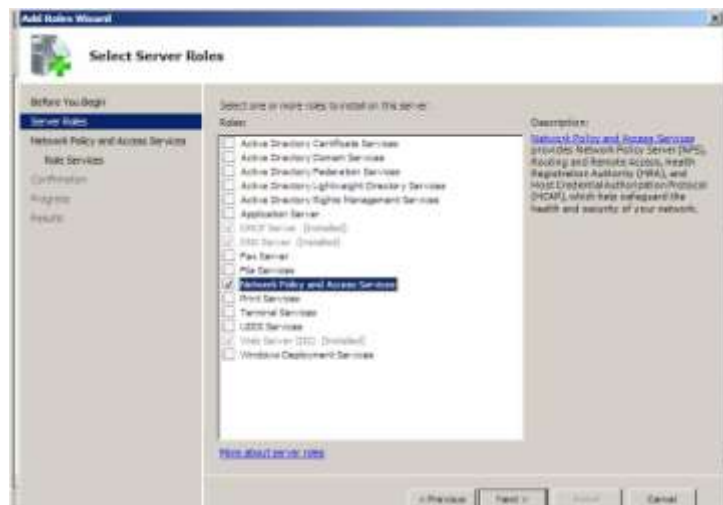 Add Roles Wizard
Select Server Roles
Before You Begin
Server Roles
Network Policy and Access Services
Role Services
Confirmation
Progress
Results
Select one or more roles to install on this server.
Roles:
Active Directory Certificate Services
Active Directory Domain Services
Active Directory Federation Services
Active Directory Lightweight Directory Services
Active Directory Rights Management Services
Application Server
DHCP Server (Installed)
DNS Server (Installed)
Fax Server
File Services
Network Policy and Access Services
Print Services
Terminal Services
UDDI Services
Web Server (IIS) (Installed)
Windows Deployment Services
More about server roles
Description:
Network Policy and Access Services
provides Network Policy Server (NPS),
Routing and Remote Access, Health
Registration Authority (HRA), and
Host Credential Authorization Protocol
(HCAP), which help safeguard the
health and security of your network.
< Previous
Next >
Install
Cancel